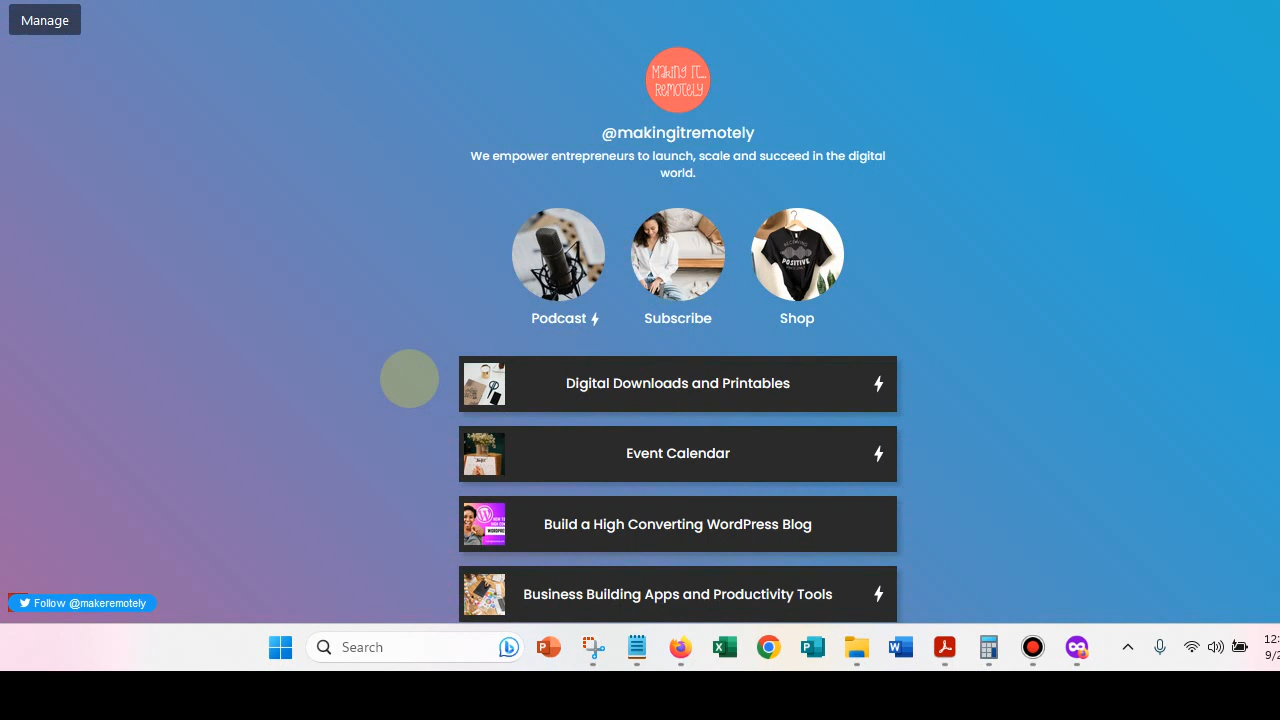 Manage
Making It...
Remotely
@makingitremotely
We empower entrepreneurs to launch, scale and succeed in the digital
world.
Podcast
Subscribe
Shop
POSITIVE
Digital Downloads and Printables
Event Calendar
Build a High Converting WordPress Blog
Business Building Apps and Productivity Tools
Follow @makeremotely
Search